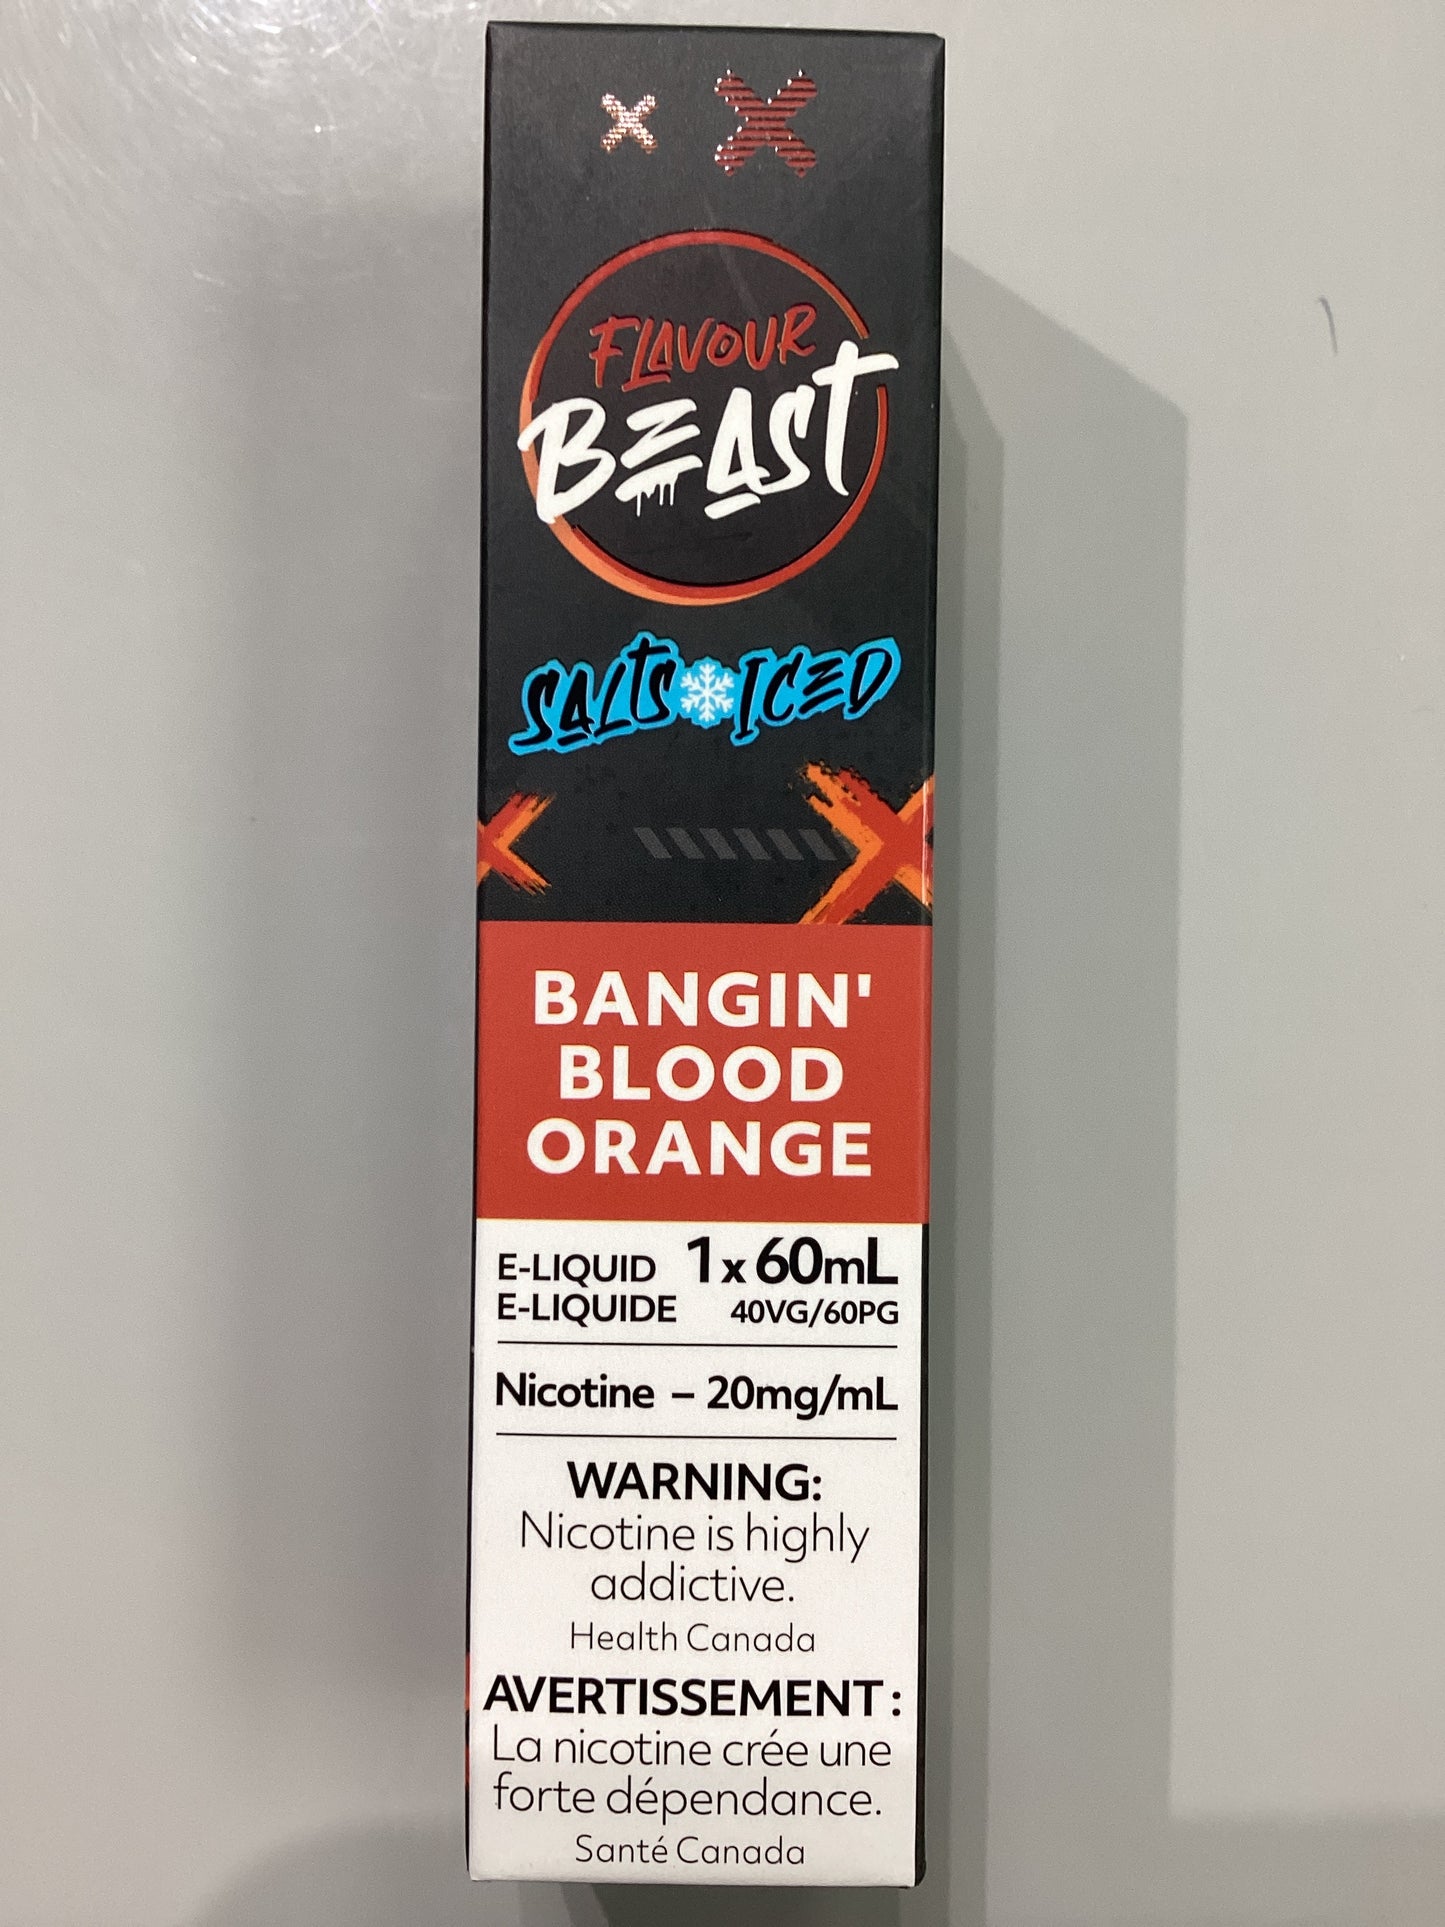 FLAVOUR
BEAST
SALTS ICED
BANGIN'
BLOOD
ORANGE
E-LIQUID 1 x 60mL
E-LIQUIDE 40VG/60PG
Nicotine – 20mg/mL
WARNING:
Nicotine is highly
addictive.
Health Canada
AVERTISSEMENT :
La nicotine crée une
forte dépendance.
Santé Canada